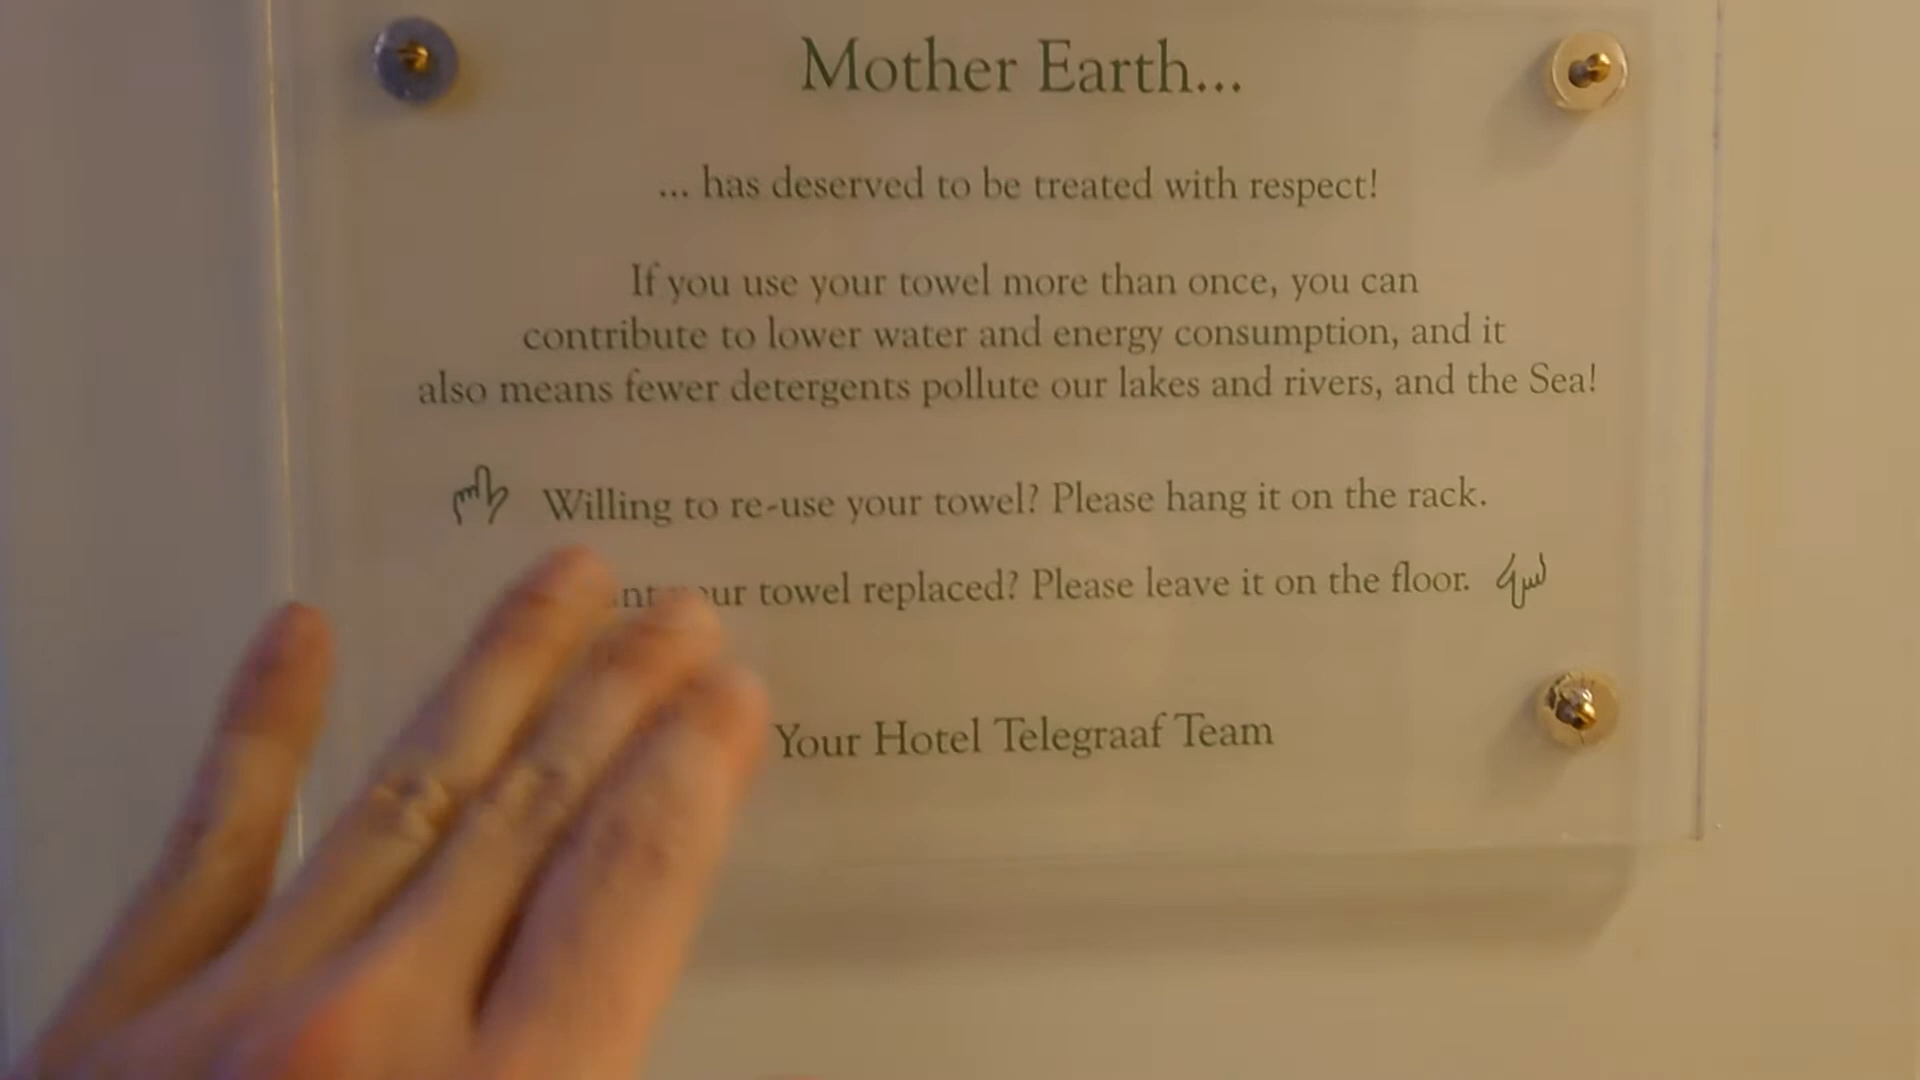 Mother Earth...
... has deserved to be treated with respect!
If you use your towel more than once, you can
contribute to lower water and energy consumption, and it
also means fewer detergents pollute our lakes and rivers, and the Sea!
Willing to re-use your towel? Please hang it on the rack.
towel replaced? Please leave it on the floor.
Your Hotel Telegraaf Team